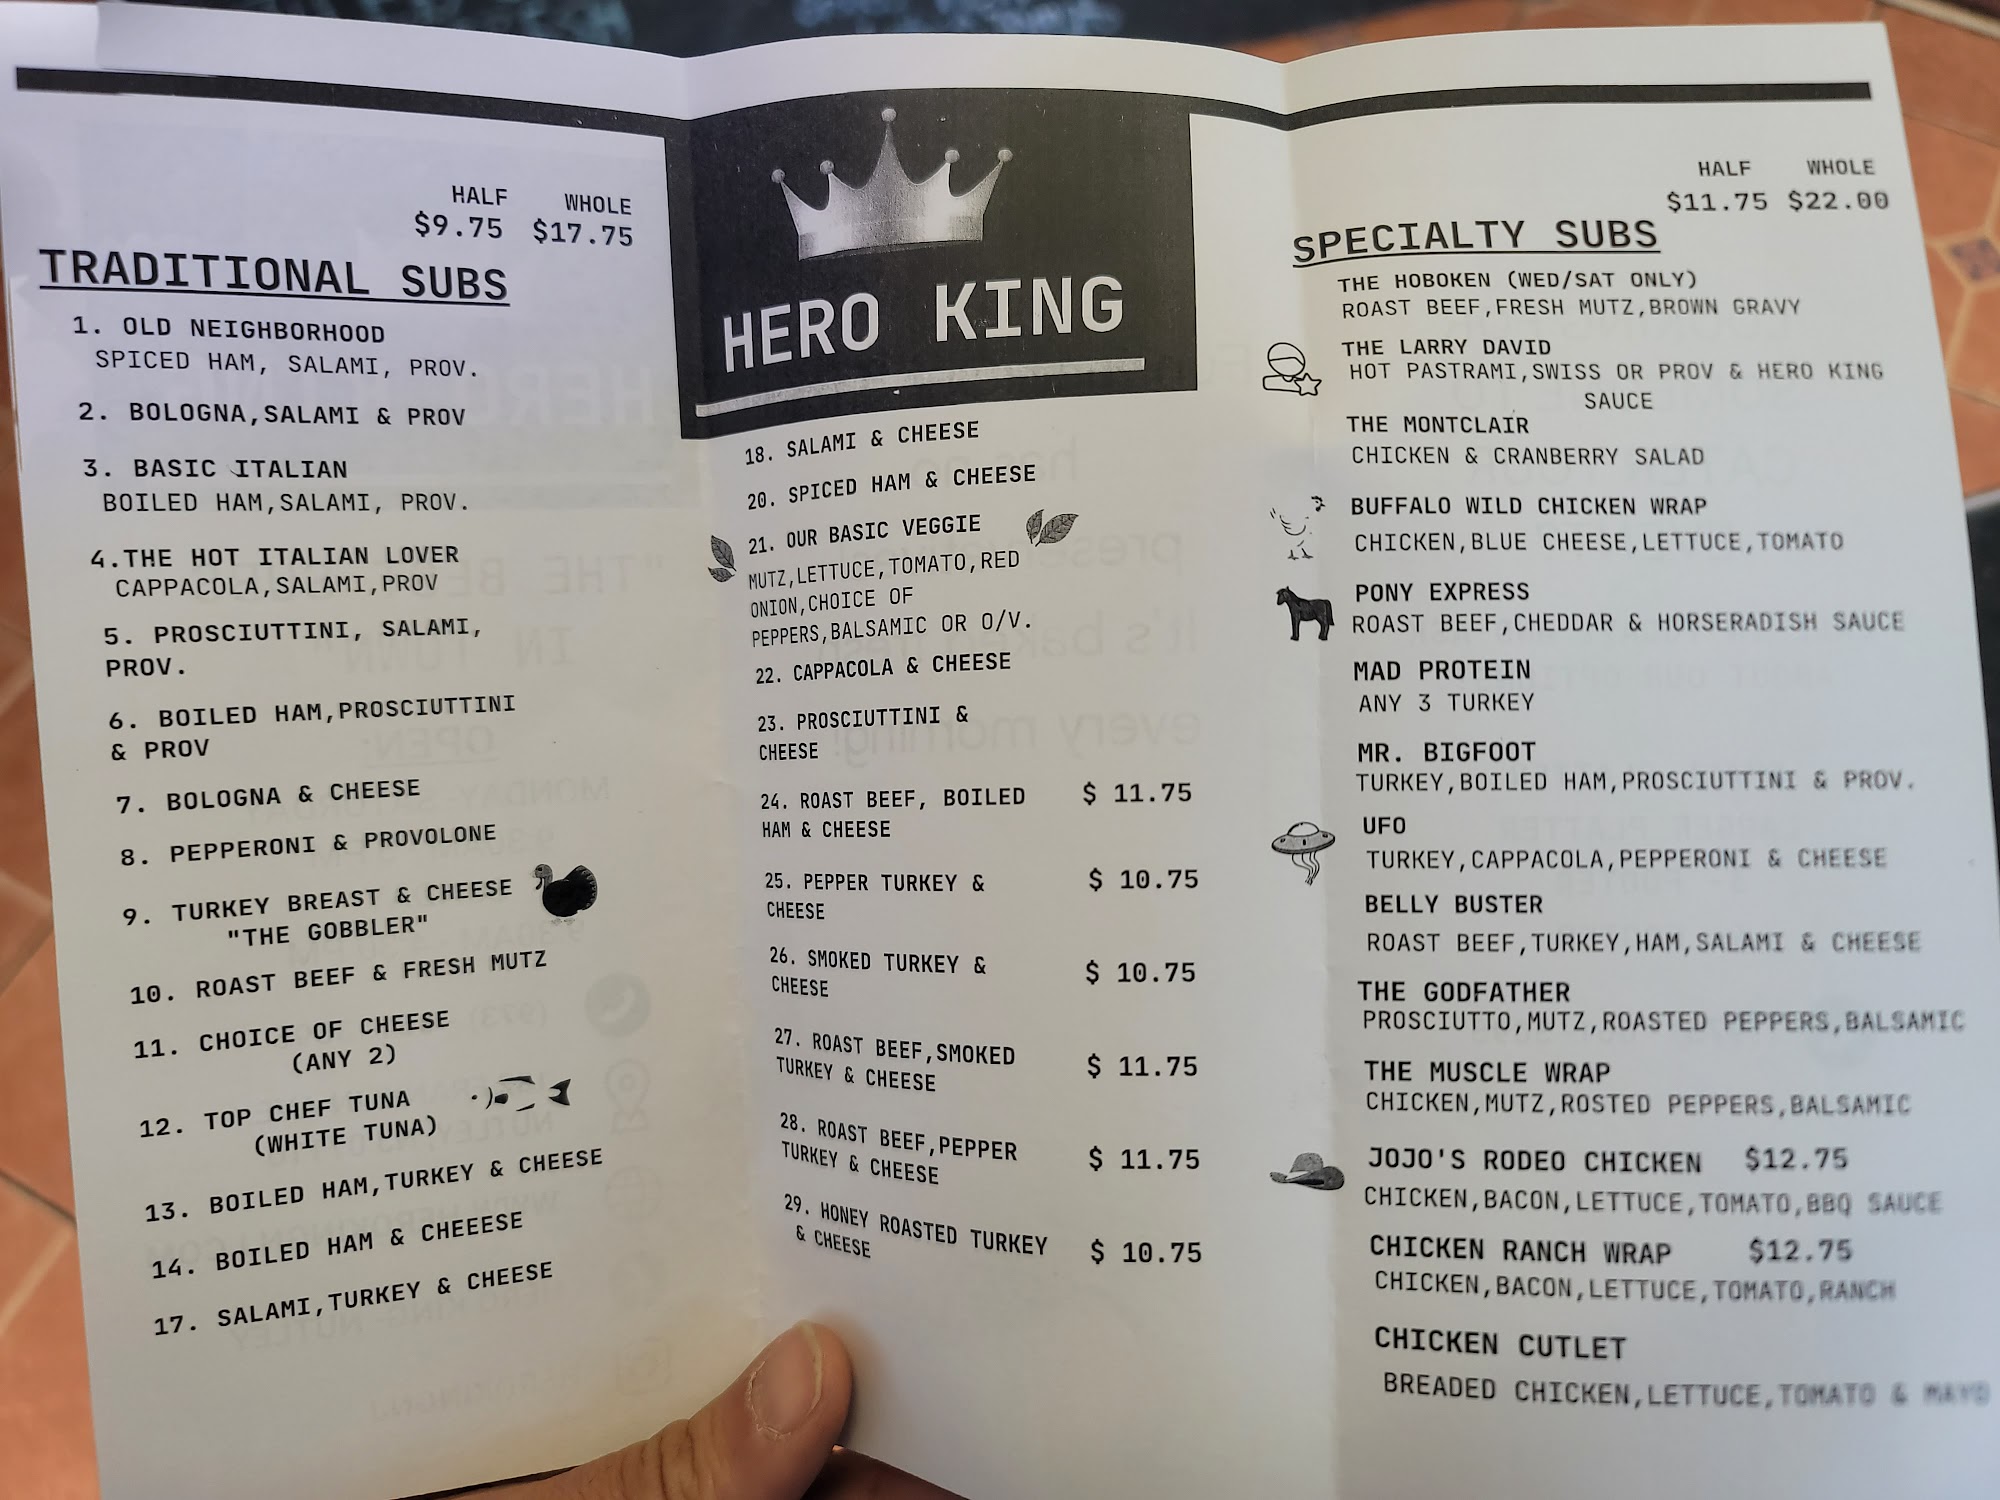 HALF WHOLE
$9.75 $17.75
TRADITIONAL SUBS
1. OLD NEIGHBORHOOD
SPICED HAM, SALAMI, PROV.
2. BOLOGNA,SALAMI & PROV
3. BASIC ITALIAN
BOILED HAM,SALAMI, PROV.
4.THE HOT ITALIAN LOVER
CAPPACOLA,SALAMI,PROV
5. PROSCIUTTINI, SALAMI,
PROV.
6. BOILED HAM,PROSCIUTTINI
& PROV
7. BOLOGNA & CHEESE
8. PEPPERONI & PROVOLONE
9. TURKEY BREAST & CHEESE
"THE GOBBLER"
10. ROAST BEEF & FRESH MUTZ
11. CHOICE OF CHEESE
(ANY 2)
12. TOP CHEF TUNA
(WHITE TUNA)
13. BOILED HAM,TURKEY & CHEESE
14. BOILED HAM & CHEEESE
17. SALAMI,TURKEY & CHEESE
HERO KING
18. SALAMI & CHEESE
20. SPICED HAM & CHEESE
21. OUR BASIC VEGGIE
MUTZ,LETTUCE,TOMATO,RED
ONION,CHOICE OF
PEPPERS,BALSAMIC OR O/V.
22. CAPPACOLA & CHEESE
23. PROSCIUTTINI &
CHEESE
24. ROAST BEEF, BOILED $ 11.75
HAM & CHEESE
25. PEPPER TURKEY & $ 10.75
CHEESE
26. SMOKED TURKEY & $ 10.75
CHEESE
27. ROAST BEEF,SMOKED $ 11.75
TURKEY & CHEESE
28. ROAST BEEF,PEPPER $ 11.75
TURKEY & CHEESE
29. HONEY ROASTED TURKEY $ 10.75
& CHEESE
HALF WHOLE
$11.75 $22.00
SPECIALTY SUBS
THE HOBOKEN (WED/SAT ONLY)
ROAST BEEF,FRESH MUTZ,BROWN GRAVY
THE LARRY DAVID
HOT PASTRAMI,SWISS OR PROV & HERO KING
SAUCE
THE MONTCLAIR
CHICKEN & CRANBERRY SALAD
BUFFALO WILD CHICKEN WRAP
CHICKEN,BLUE CHEESE,LETTUCE,TOMATO
PONY EXPRESS
ROAST BEEF,CHEDDAR & HORSERADISH SAUCE
MAD PROTEIN
ANY 3 TURKEY
MR. BIGFOOT
TURKEY,BOILED HAM,PROSCIUTTINI & PROV.
UFO
TURKEY,CAPPACOLA,PEPPERONI & CHEESE
BELLY BUSTER
ROAST BEEF,TURKEY,HAM,SALAMI & CHEESE
THE GODFATHER
PROSCIUTTO,MUTZ,ROASTED PEPPERS,BALSAMIC
THE MUSCLE WRAP
CHICKEN,MUTZ,ROSTED PEPPERS,BALSAMIC
JOJO'S RODEO CHICKEN $12.75
CHICKEN,BACON,LETTUCE,TOMATO,BBQ SAUCE
CHICKEN RANCH WRAP $12.75
CHICKEN,BACON,LETTUCE,TOMATO,RANCH
CHICKEN CUTLET
BREADED CHICKEN,LETTUCE,TOMATO & MAYO